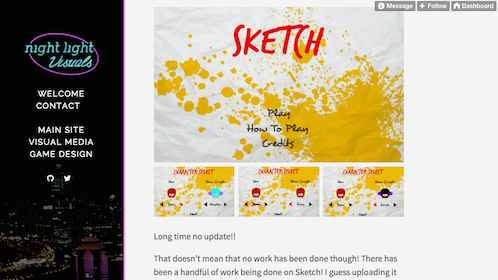 Message
Follow
Dashboard
night light
Visuals
WELCOME
CONTACT
MAIN SITE
VISUAL MEDIA
GAME DESIGN
SKETCH
Play
How To Play
Credits
CHARACTER SELECT
CHARACTER SELECT
CHARACTER SELECT
Long time no update!!
That doesn't mean that no work has been done though! There has
been a handful of work being done on Sketch! I guess uploading it